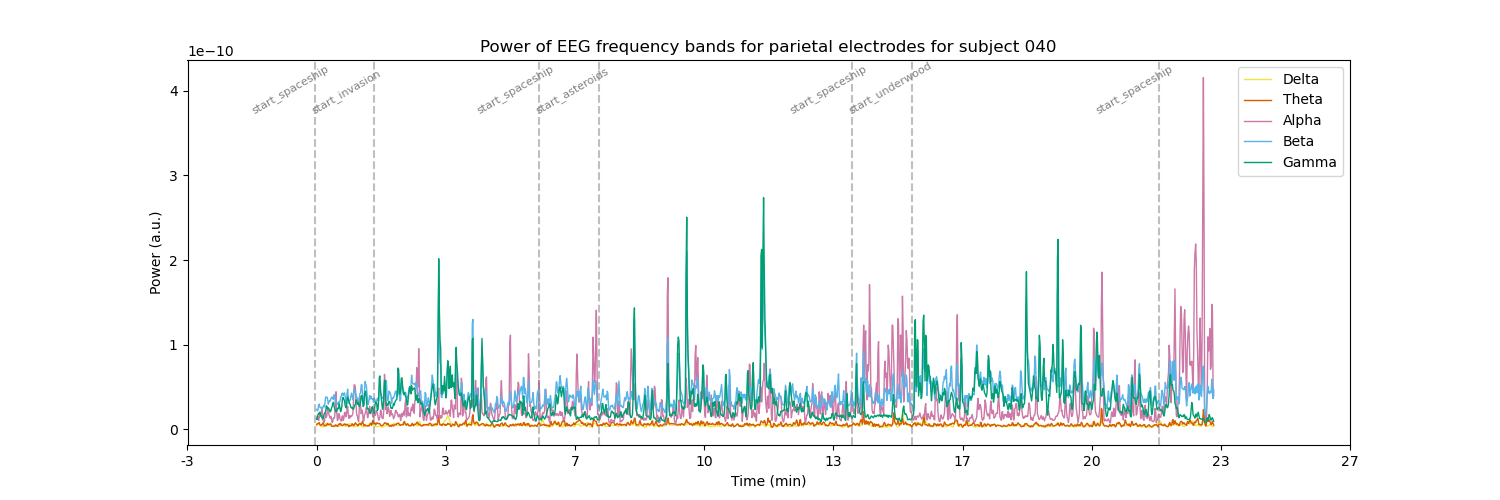 Power of EEG frequency bands for parietal electrodes for subject 040
1e−10
start_spaceship
start_invasion
start_spaceship
start_asteroids
start_spaceship
start_underwood
start_spaceship
Delta
Theta
Alpha
Beta
Gamma
4
3
2
1
0
Power (a.u.)
-3
0
3
7
10
13
17
20
23
27
Time (min)